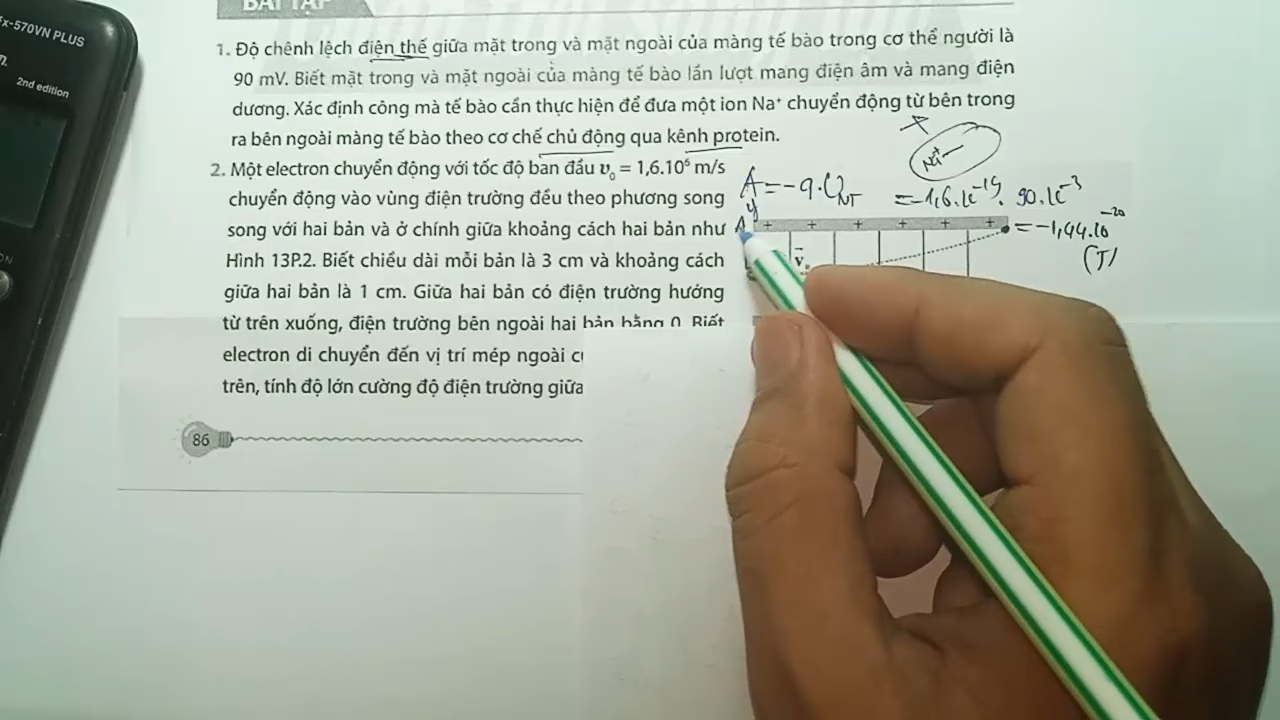 fx-570VN PLUS
2nd edition
BÀI TẬP
1. Độ chênh lệch điện thế giữa mặt trong và mặt ngoài của màng tế bào trong cơ thể người là
90 mV. Biết mặt trong và mặt ngoài của màng tế bào lần lượt mang điện âm và mang điện
dương. Xác định công mà tế bào cần thực hiện để đưa một ion Na⁺ chuyển động từ bên trong
ra bên ngoài màng tế bào theo cơ chế chủ động qua kênh protein.
2. Một electron chuyển động với tốc độ ban đầu v₀ = 1,6.10⁶ m/s
chuyển động vào vùng điện trường đều theo phương song
song với hai bản và ở chính giữa khoảng cách hai bản như
Hình 13P.2. Biết chiều dài mỗi bản là 3 cm và khoảng cách
giữa hai bản là 1 cm. Giữa hai bản có điện trường hướng
từ trên xuống, điện trường bên ngoài hai bản bằng 0. Biết
electron di chuyển đến vị trí mép ngoài
trên, tính độ lớn cường độ điện trường giữa
Na⁺
A = -q.U_NT = -1,6.10⁻¹⁹. 90.10⁻³
= -1,44.10⁻²⁰
(J)
y
+ + + + + +
v
86